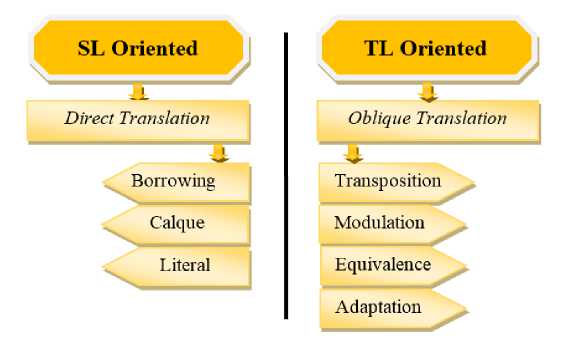 SL Oriented
Direct Translation
Borrowing
Calque
Literal
TL Oriented
Oblique Translation
Transposition
Modulation
Equivalence
Adaptation